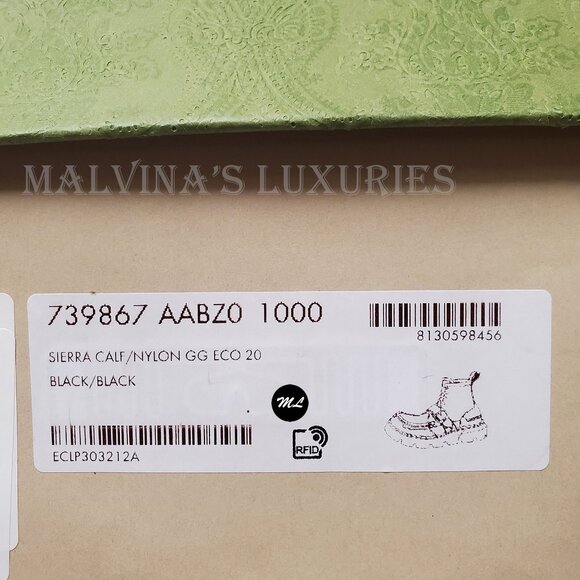 MALVINA'S LUXURIES
739867 AABZ0 1000
8130598456
SIERRA CALF/NYLON GG ECO 20
BLACK/BLACK
ML
ECLP303212A
RFID